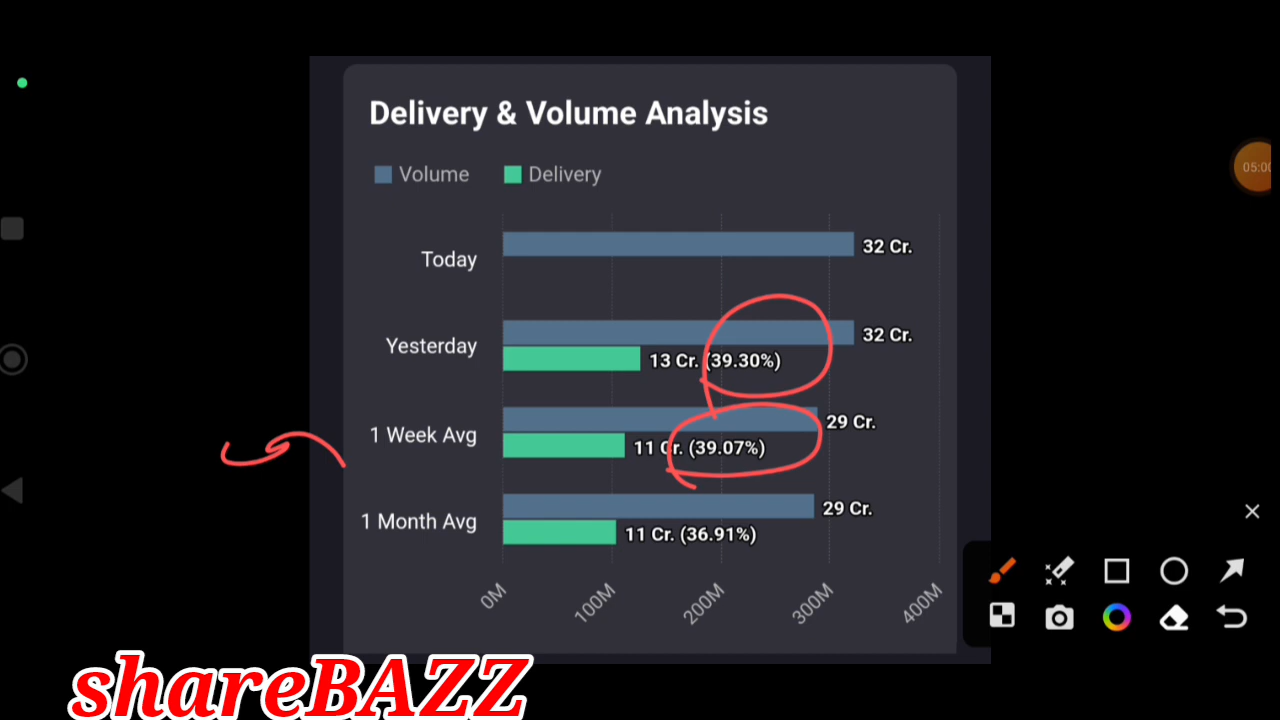 Delivery & Volume Analysis
Volume Delivery
Today 32 Cr.
Yesterday 32 Cr.
13 Cr. (39.30%)
1 Week Avg 29 Cr.
11 Cr. (39.07%)
1 Month Avg 29 Cr.
11 Cr. (36.91%)
0M 100M 200M 300M 400M
shareBAZZ